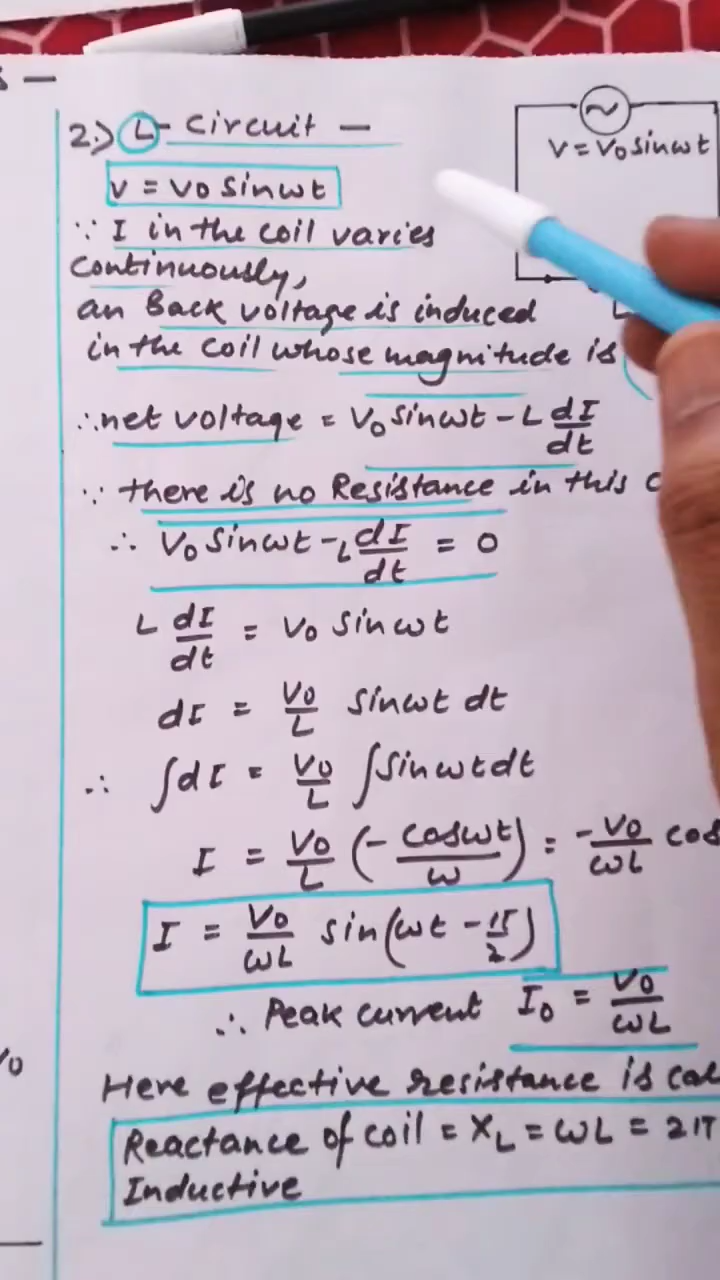 2.) L- Circuit —
V = V0 sinωt
V = V0 sinωt
∵ I in the coil varies
continuously,
an Back voltage is induced
in the coil whose magnitude is
∴ net voltage = V0 sinωt - L dI/dt
∵ there is no Resistance in this
∴ V0 sinωt - L dI/dt = 0
L dI/dt = V0 sinωt
dI = V0/L sinωt dt
∴ ∫dI = V0/L ∫sinωtdt
I = V0/L (-cosωt/ω) = -V0/ωL cos
I = V0/ωL sin(ωt - π/2)
∴ Peak current I0 = V0/ωL
Here effective resistance is
Reactance of coil = XL = ωL = 2π
Inductive